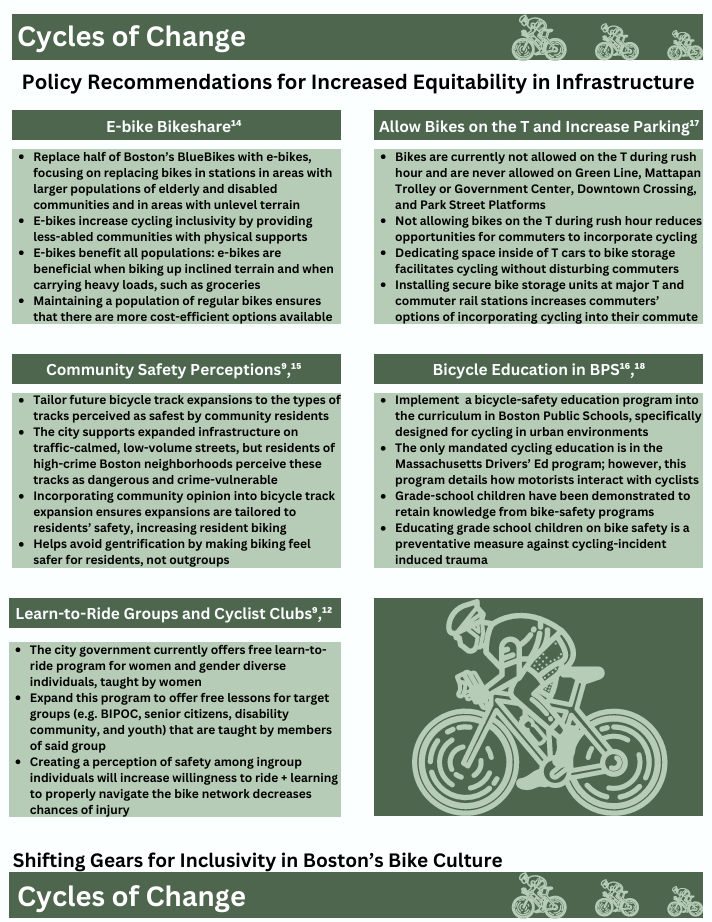 Cycles of Change
Policy Recommendations for Increased Equitability in Infrastructure
E-bike Bikeshare¹⁴
• Replace half of Boston's BlueBikes with e-bikes,
focusing on replacing bikes in stations in areas with
larger populations of elderly and disabled
communities and in areas with unlevel terrain
• E-bikes increase cycling inclusivity by providing
less-abled communities with physical supports
• E-bikes benefit all populations: e-bikes are
beneficial when biking up inclined terrain and when
carrying heavy loads, such as groceries
• Maintaining a population of regular bikes ensures
that there are more cost-efficient options available
Allow Bikes on the T and Increase Parking¹⁷
• Bikes are currently not allowed on the T during rush
hour and are never allowed on Green Line, Mattapan
Trolley or Government Center, Downtown Crossing,
and Park Street Platforms
• Not allowing bikes on the T during rush hour reduces
opportunities for commuters to incorporate cycling
• Dedicating space inside of T cars to bike storage
facilitates cycling without disturbing commuters
• Installing secure bike storage units at major T and
commuter rail stations increases commuters'
options of incorporating cycling into their commute
Community Safety Perceptions⁹,¹⁵
• Tailor future bicycle track expansions to the types of
tracks perceived as safest by community residents
• The city supports expanded infrastructure on
traffic-calmed, low-volume streets, but residents of
high-crime Boston neighborhoods perceive these
tracks as dangerous and crime-vulnerable
• Incorporating community opinion into bicycle track
expansion ensures expansions are tailored to
residents' safety, increasing resident biking
• Helps avoid gentrification by making biking feel
safer for residents, not outgroups
Bicycle Education in BPS¹⁶,¹⁸
• Implement a bicycle-safety education program into
the curriculum in Boston Public Schools, specifically
designed for cycling in urban environments
• The only mandated cycling education is in the
Massachusetts Drivers' Ed program; however, this
program details how motorists interact with cyclists
• Grade-school children have been demonstrated to
retain knowledge from bike-safety programs
• Educating grade school children on bike safety is a
preventative measure against cycling-incident
induced trauma
Learn-to-Ride Groups and Cyclist Clubs⁹,¹²
• The city government currently offers free learn-to-
ride program for women and gender diverse
individuals, taught by women
• Expand this program to offer free lessons for target
groups (e.g. BIPOC, senior citizens, disability
community, and youth) that are taught by members
of said group
• Creating a perception of safety among ingroup
individuals will increase willingness to ride + learning
to properly navigate the bike network decreases
chances of injury
Shifting Gears for Inclusivity in Boston's Bike Culture
Cycles of Change